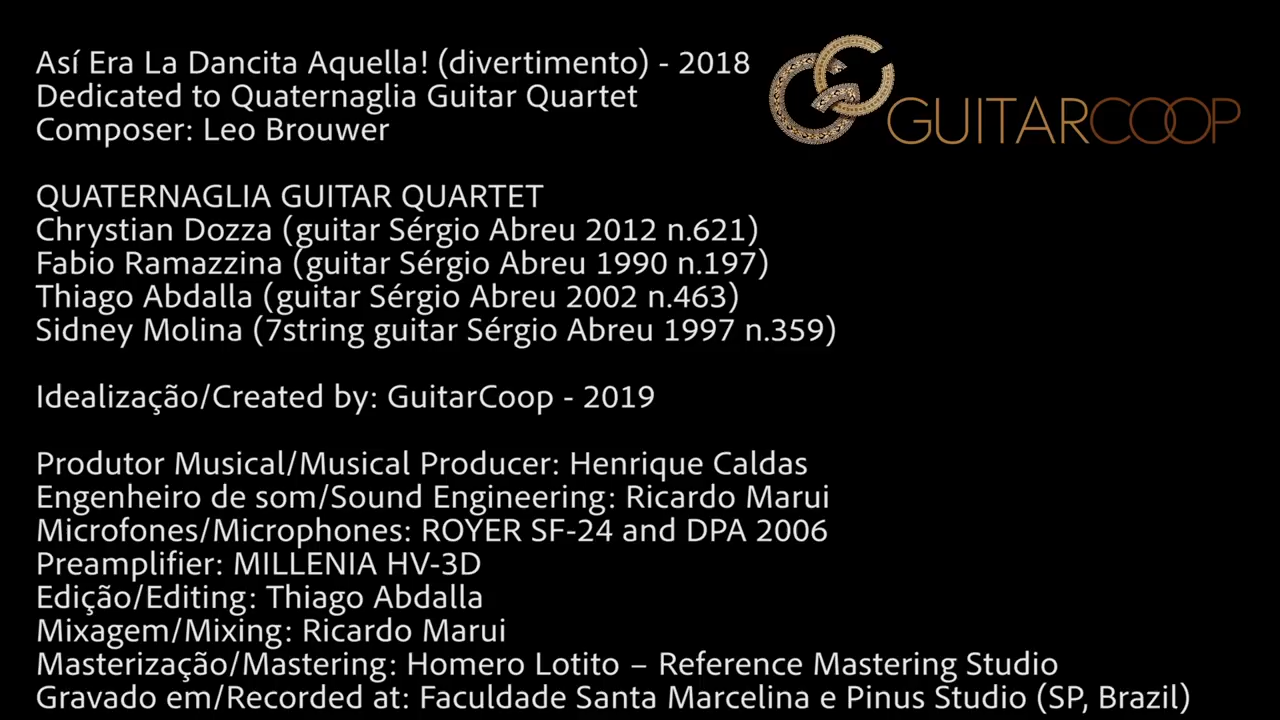 Así Era La Dancita Aquella! (divertimento) - 2018
Dedicated to Quaternaglia Guitar Quartet
Composer: Leo Brouwer
GUITARCOOP
QUATERNAGLIA GUITAR QUARTET
Chrystian Dozza (guitar Sérgio Abreu 2012 n.621)
Fabio Ramazzina (guitar Sérgio Abreu 1990 n.197)
Thiago Abdalla (guitar Sérgio Abreu 2002 n.463)
Sidney Molina (7string guitar Sérgio Abreu 1997 n.359)
Idealização/Created by: GuitarCoop - 2019
Produtor Musical/Musical Producer: Henrique Caldas
Engenheiro de som/Sound Engineering: Ricardo Marui
Microfones/Microphones: ROYER SF-24 and DPA 2006
Preamplifier: MILLENIA HV-3D
Edição/Editing: Thiago Abdalla
Mixagem/Mixing: Ricardo Marui
Masterização/Mastering: Homero Lotito – Reference Mastering Studio
Gravado em/Recorded at: Faculdade Santa Marcelina e Pinus Studio (SP, Brazil)